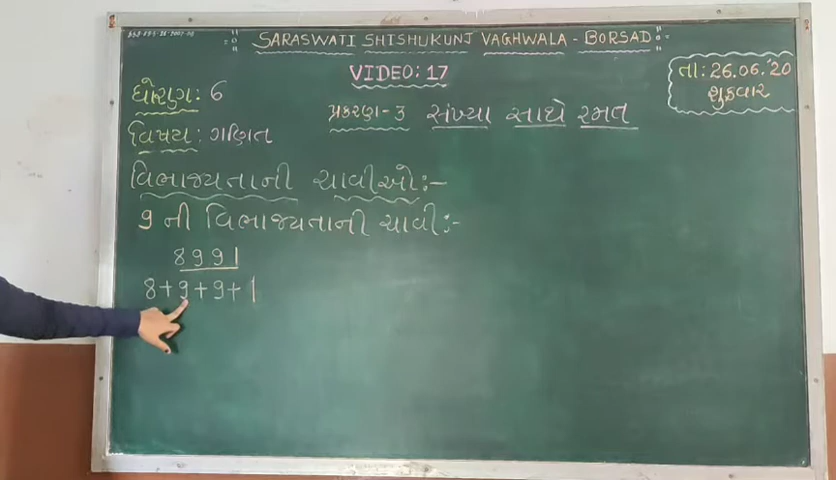 SARASWATI SHISHUKUNJ VAGHWALA - BORSAD
VIDEO: 17
તા: 26.06.'20
શુક્રવાર
ધોરણ: 6
પ્રકરણ-3 સંખ્યા સાથે રમત
વિષય: ગણિત
વિભાજ્યતાની ચાવીઓ:-
9 ની વિભાજ્યતાની ચાવી:-
8991
8+9+9+1